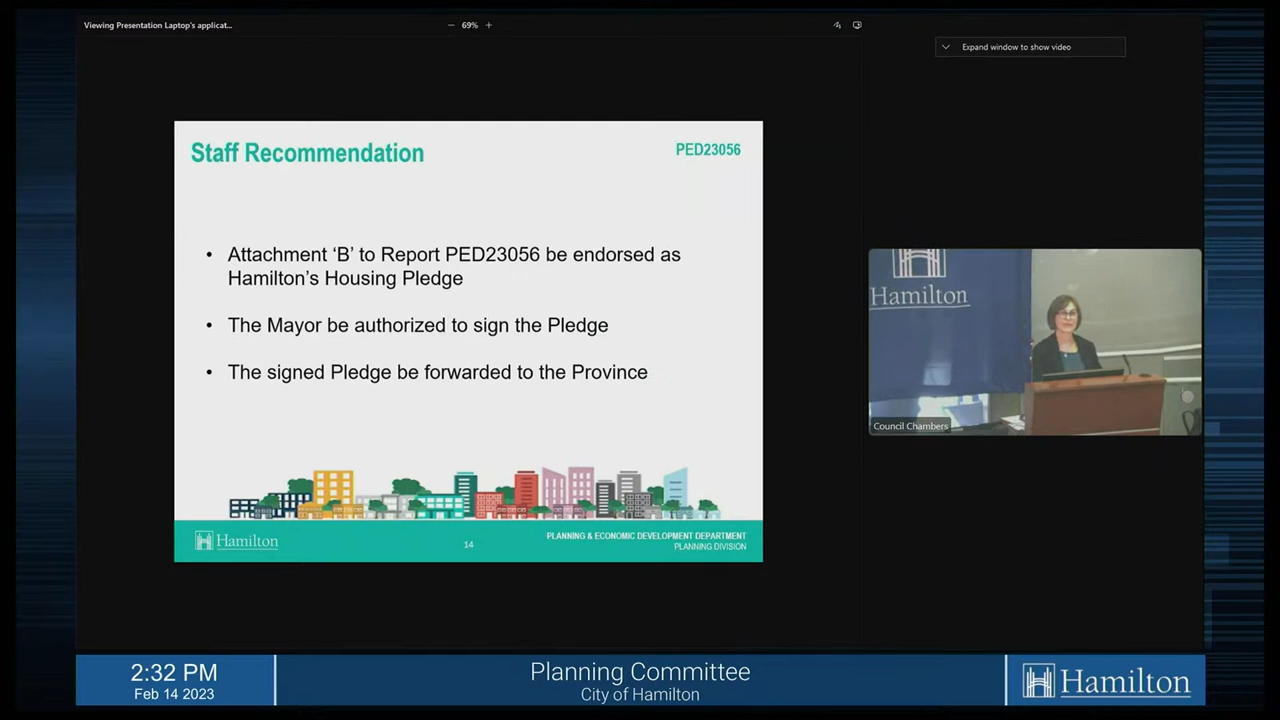 Viewing Presentation Laptop's applicat...
69%
Expand window to show video
Staff Recommendation
PED23056
• Attachment ‘B’ to Report PED23056 be endorsed as
Hamilton’s Housing Pledge
• The Mayor be authorized to sign the Pledge
• The signed Pledge be forwarded to the Province
Hamilton
14
PLANNING & ECONOMIC DEVELOPMENT DEPARTMENT
PLANNING DIVISION
Hamilton
Council Chambers
2:32 PM
Feb 14 2023
Planning Committee
City of Hamilton
Hamilton